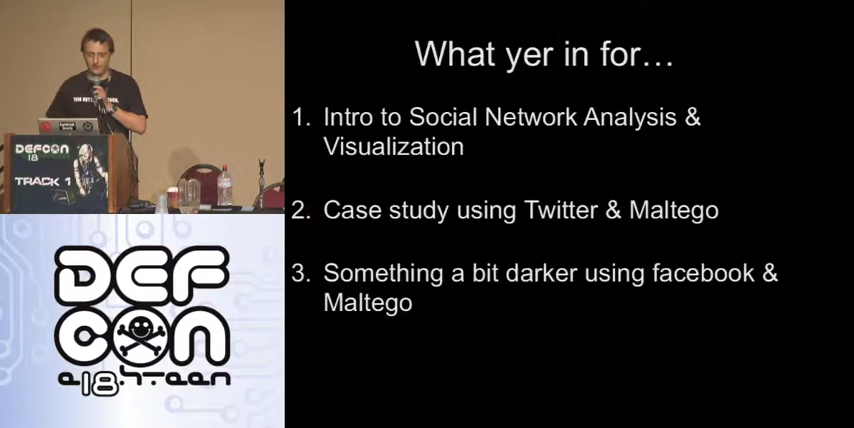 What yer in for…
1. Intro to Social Network Analysis &
Visualization
2. Case study using Twitter & Maltego
3. Something a bit darker using facebook &
Maltego
DEFCON
18
TRACK 1
DEF
CON